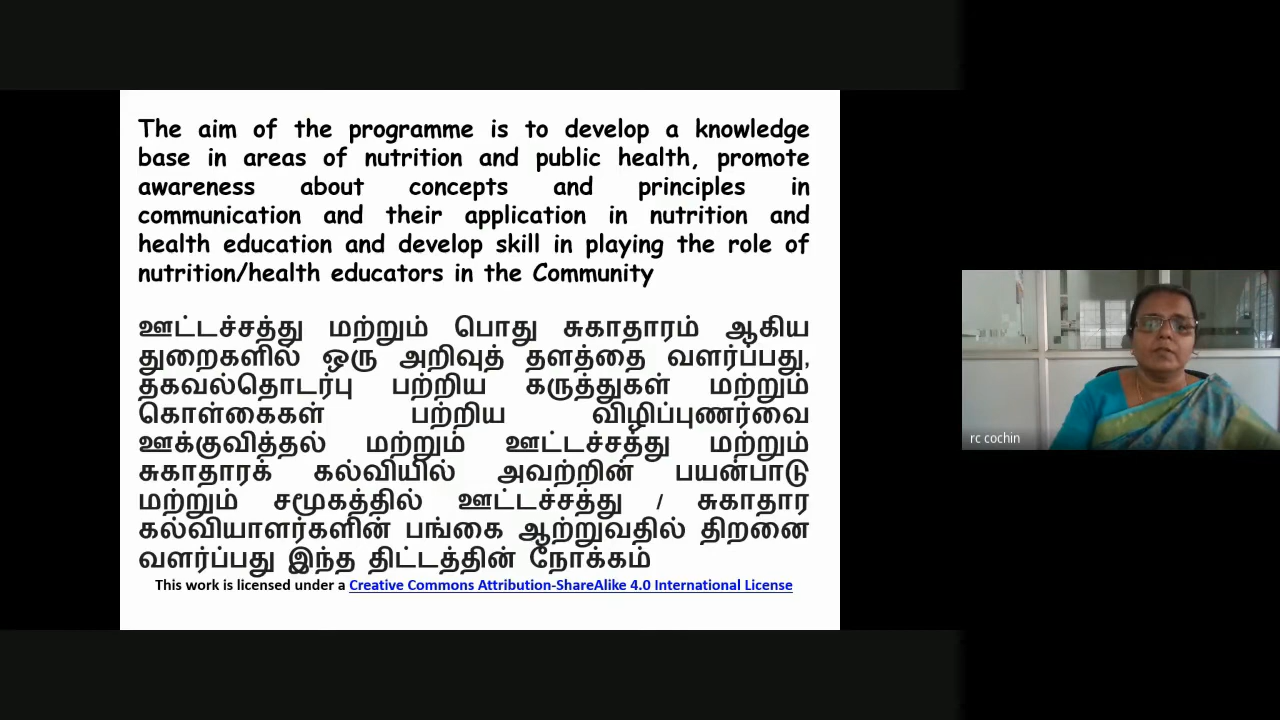 The aim of the programme is to develop a knowledge
base in areas of nutrition and public health, promote
awareness about concepts and principles in
communication and their application in nutrition and
health education and develop skill in playing the role of
nutrition/health educators in the Community
ஊட்டச்சத்து மற்றும் பொது சுகாதாரம் ஆகிய
துறைகளில் ஒரு அறிவுத் தளத்தை வளர்ப்பது,
தகவல்தொடர்பு பற்றிய கருத்துகள் மற்றும்
கொள்கைகள் பற்றிய விழிப்புணர்வை
ஊக்குவித்தல் மற்றும் ஊட்டச்சத்து மற்றும்
சுகாதாரக் கல்வியில் அவற்றின் பயன்பாடு
மற்றும் சமூகத்தில் ஊட்டச்சத்து / சுகாதார
கல்வியாளர்களின் பங்கை ஆற்றுவதில் திறனை
வளர்ப்பது இந்த திட்டத்தின் நோக்கம்
This work is licensed under a Creative Commons Attribution-ShareAlike 4.0 International License
rc cochin